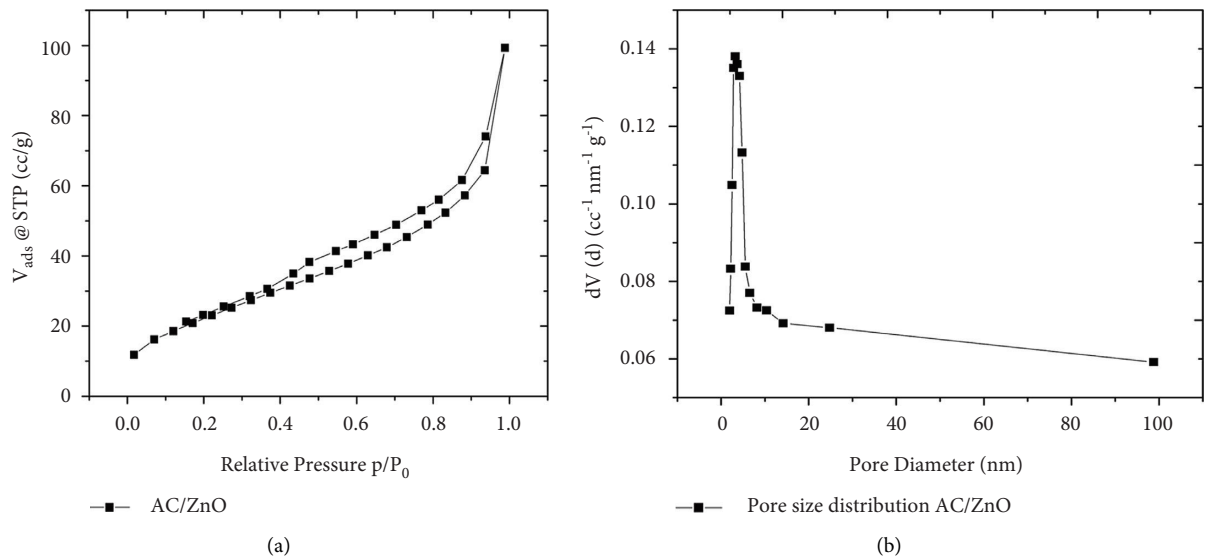 100
80
60
40
20
0
V_ads @ STP (cc/g)
0.0 0.2 0.4 0.6 0.8 1.0
Relative Pressure p/P_0
AC/ZnO
(a)
0.14
0.12
0.10
0.08
0.06
dV (d) (cc⁻¹ nm⁻¹ g⁻¹)
0 20 40 60 80 100
Pore Diameter (nm)
Pore size distribution AC/ZnO
(b)